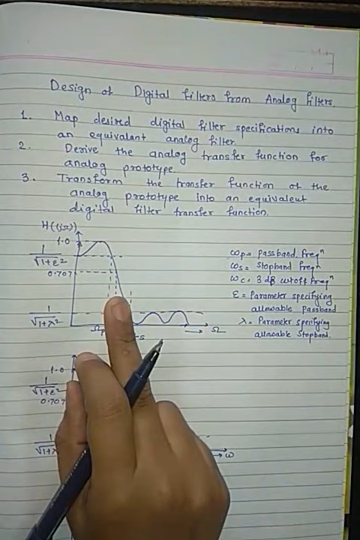 Design of Digital Filters from Analog Filters
1. Map desired digital filter specifications into
an equivalent analog filter.
2. Derive the analog transfer function for
analog prototype
3. Transform the transfer function of the
analog prototype into an equivalent
digital filter transfer function.
H(jΩ)
1.0
1/√1+ε²
0.707
1/√1+λ²
Ω
ωp = Passband Freqⁿ
ωs = Stopband Freqⁿ
ωc = 3 dB cutoff Freqⁿ
ε = Parameter specifying
allowable Passband
λ = Parameter specifying
allowable Stopband.
1.0
1/√1+ε²
0.707
ω